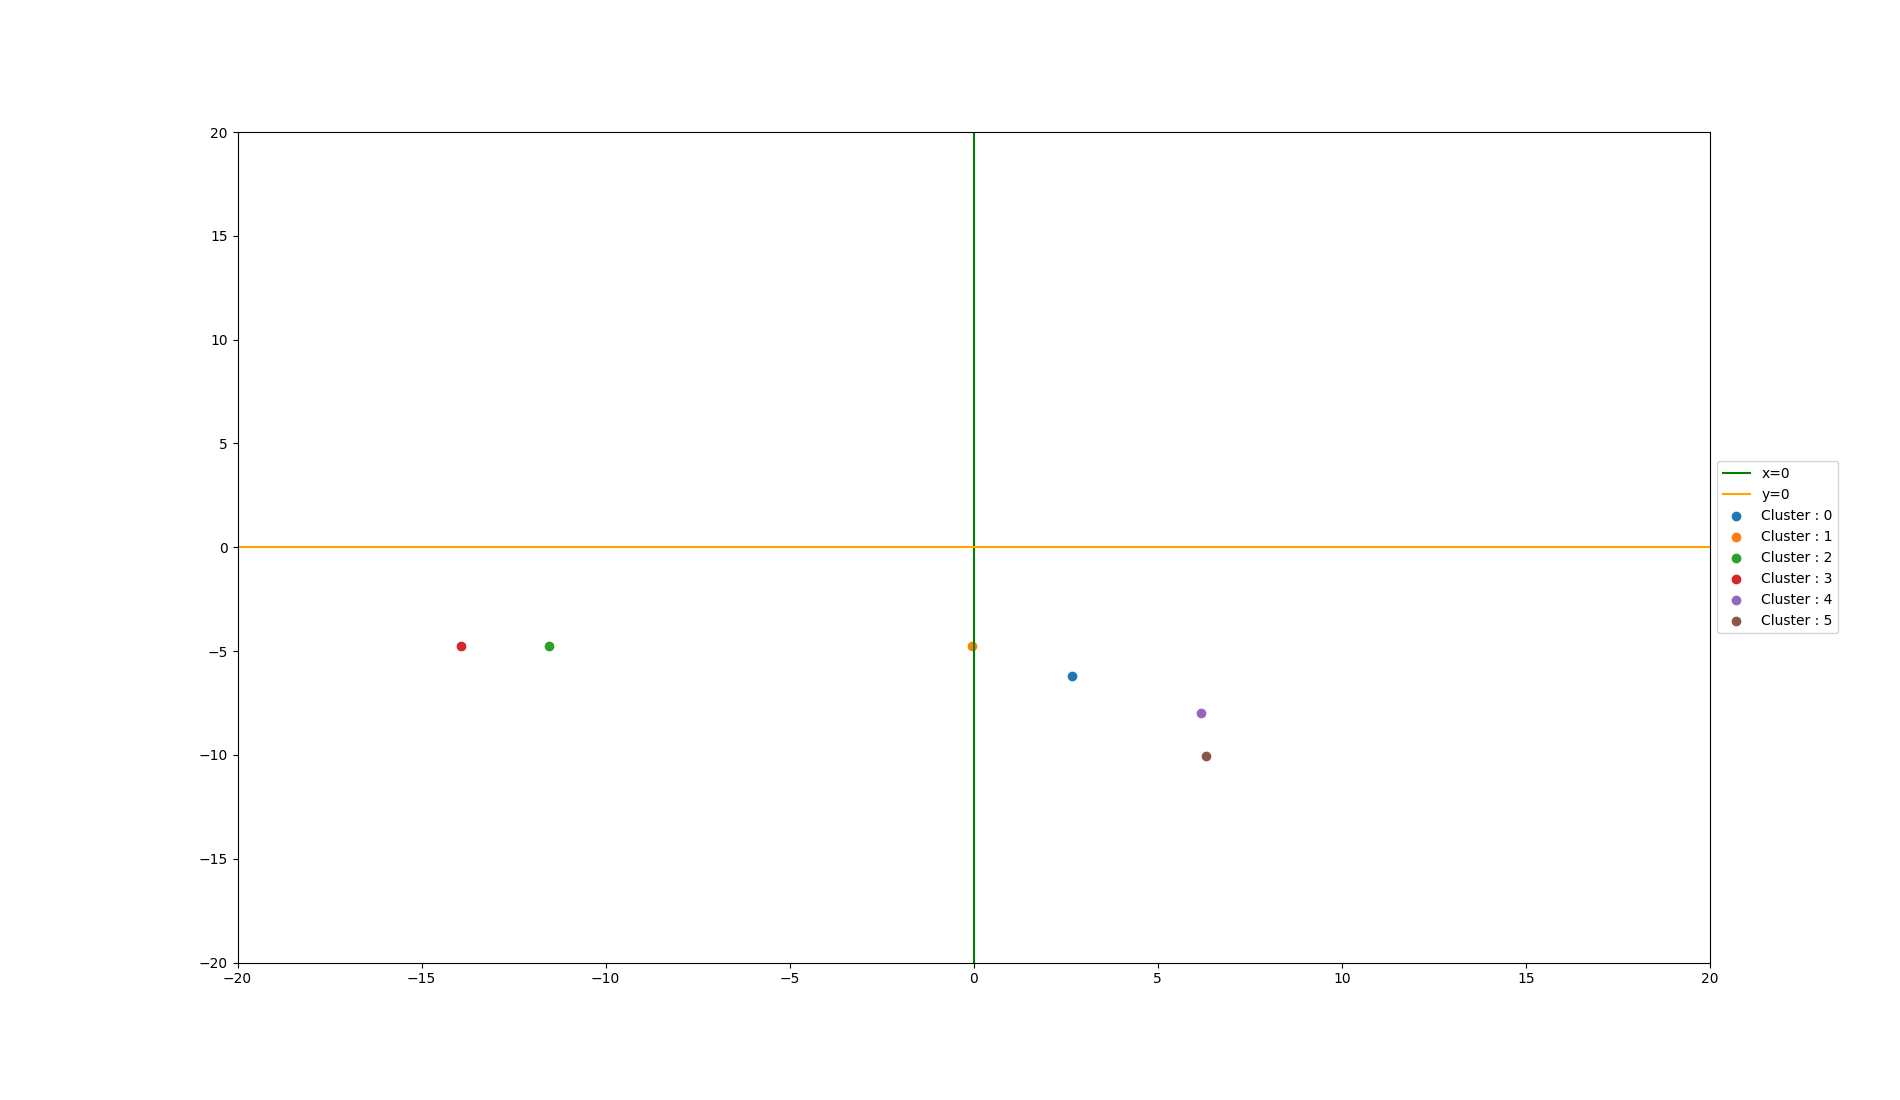 20
15
10
5
0
−5
−10
−15
−20
−20 −15 −10 −5 0 5 10 15 20
x=0
y=0
Cluster : 0
Cluster : 1
Cluster : 2
Cluster : 3
Cluster : 4
Cluster : 5